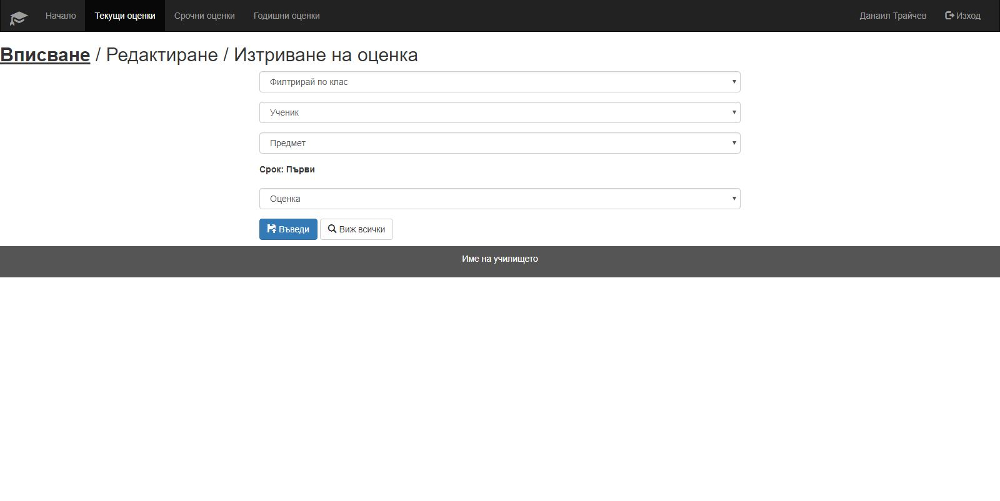 Начало Текущи оценки Срочни оценки Годишни оценки Данаил Трайчев Изход
Вписване / Редактиране / Изтриване на оценка
Филтрирай по клас
Ученик
Предмет
Срок: Първи
Оценка
Въведи Виж всички
Име на училището